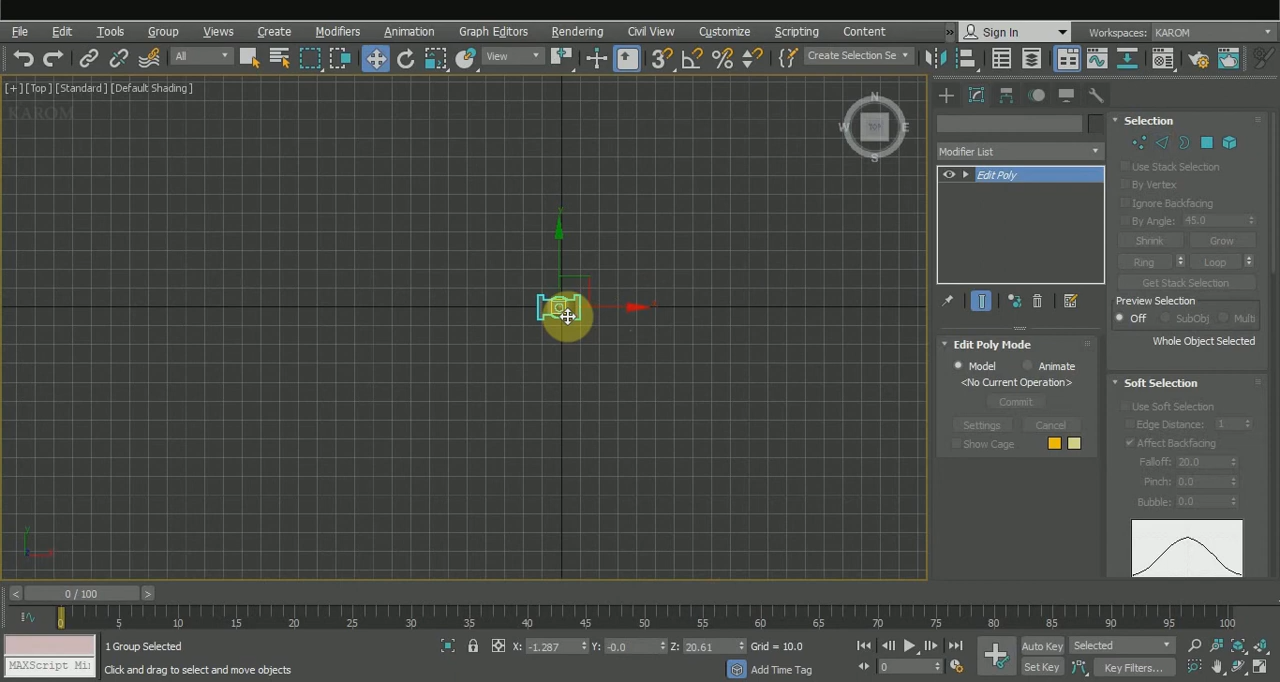 File Edit Tools Group Views Create Modifiers Animation Graph Editors Rendering Civil View Customize Scripting Content » Sign In Workspaces: KAROM
All View 3 Create Selection Se
[+] [Top] [Standard] [Default Shading]
KAROM
N
W TOP E
S
Modifier List
Edit Poly
Edit Poly Mode
Model Animate
<No Current Operation>
Commit
Settings Cancel
Show Cage
Selection
Use Stack Selection
By Vertex
Ignore Backfacing
By Angle: 45.0
Shrink Grow
Ring Loop
Get Stack Selection
Preview Selection
Off SubObj Multi
Whole Object Selected
Soft Selection
Use Soft Selection
Edge Distance: 1
Affect Backfacing
Falloff: 20.0
Pinch: 0.0
Bubble: 0.0
< 0 / 100 >
0 5 10 15 20 25 30 35 40 45 50 55 60 65 70 75 80 85 90 95 100
1 Group Selected X: -1.287 Y: -0.0 Z: 20.61 Grid = 10.0 Auto Key Selected
MAXScript Mi: Click and drag to select and move objects Add Time Tag 0 Set Key Key Filters...